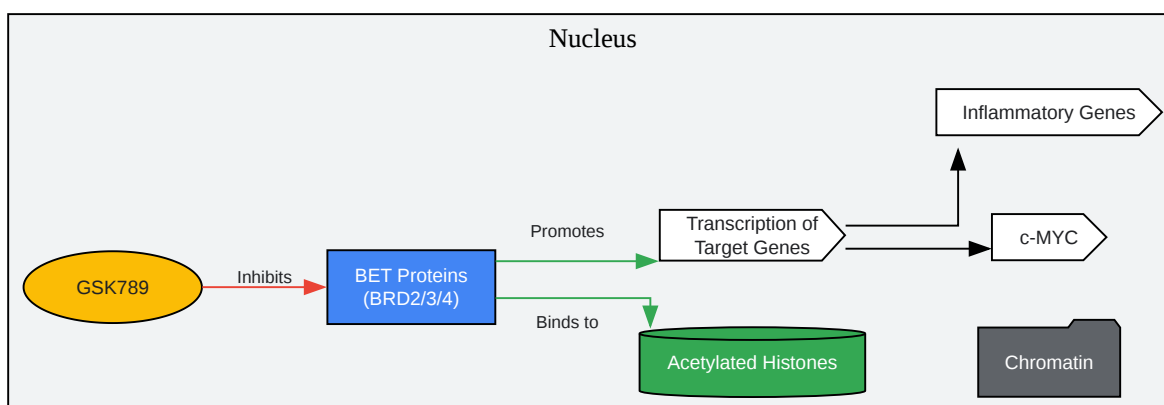 Nucleus
Inflammatory Genes
Promotes
Transcription of
Target Genes
c-MYC
GSK789
Inhibits
BET Proteins
(BRD2/3/4)
Binds to
Acetylated Histones
Chromatin